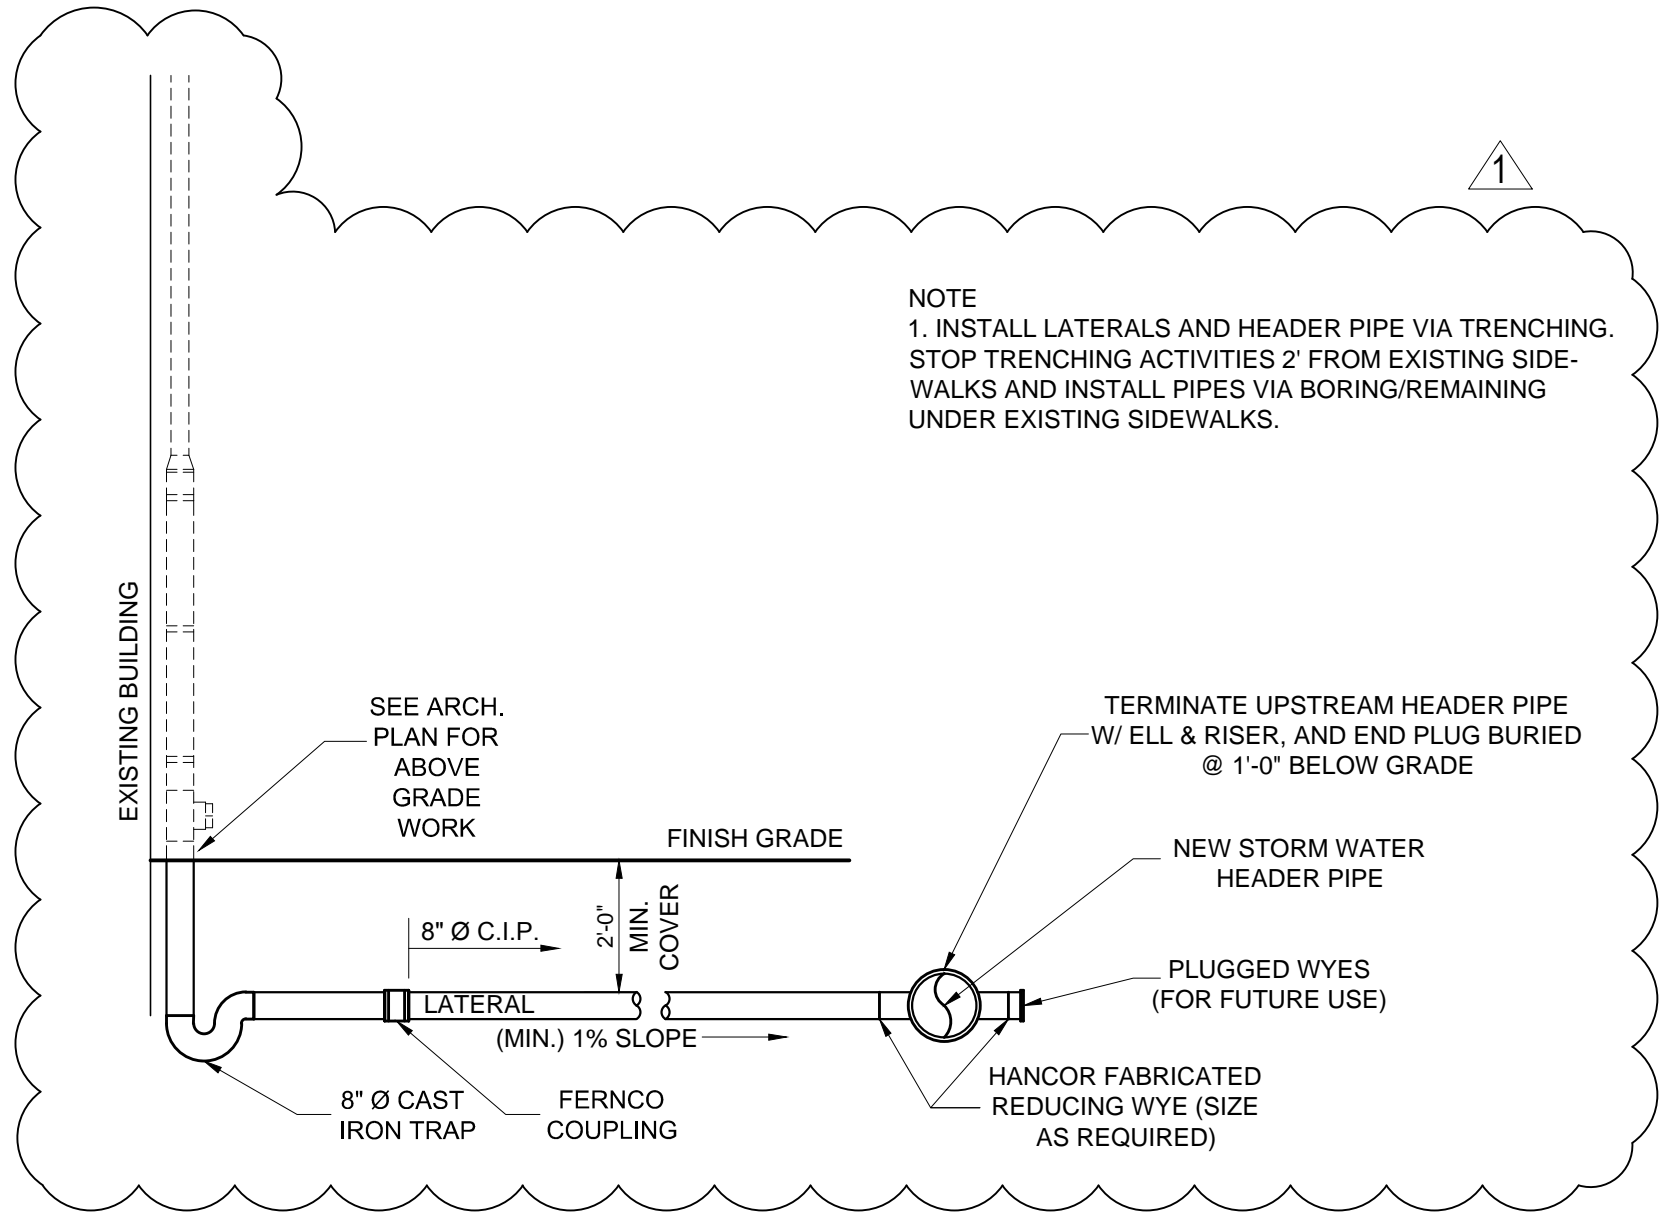 1
NOTE
1. INSTALL LATERALS AND HEADER PIPE VIA TRENCHING.
STOP TRENCHING ACTIVITIES 2' FROM EXISTING SIDE-
WALKS AND INSTALL PIPES VIA BORING/REMAINING
UNDER EXISTING SIDEWALKS.
EXISTING BUILDING
SEE ARCH.
PLAN FOR
ABOVE
GRADE
WORK
TERMINATE UPSTREAM HEADER PIPE
W/ ELL & RISER, AND END PLUG BURIED
@ 1'-0" BELOW GRADE
FINISH GRADE
NEW STORM WATER
HEADER PIPE
8" Ø C.I.P.
2'-0"
MIN.
COVER
PLUGGED WYES
(FOR FUTURE USE)
LATERAL
(MIN.) 1% SLOPE
8" Ø CAST
IRON TRAP
FERNCO
COUPLING
HANCOR FABRICATED
REDUCING WYE (SIZE
AS REQUIRED)